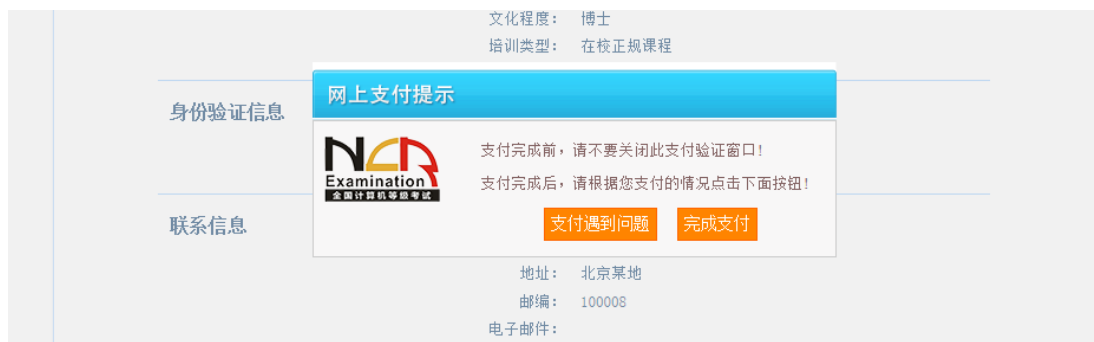 文化程度： 博士
培训类型： 在校正规课程
网上支付提示
身份验证信息
NCR
Examination
全国计算机等级考试
支付完成前，请不要关闭此支付验证窗口！
支付完成后，请根据您支付的情况点击下面按钮！
支付遇到问题 完成支付
联系信息
地址： 北京某地
邮编： 100008
电子邮件：